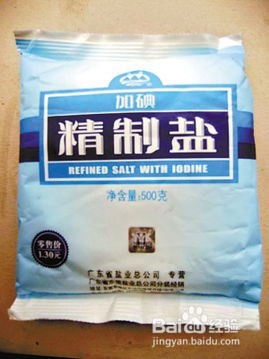 加碘
精制盐
REFINED SALT WITH IODINE
净含量:500克
零售价
1.30元
广东省盐业总公司 专营
Baidu经验
jingyan.baidu.com